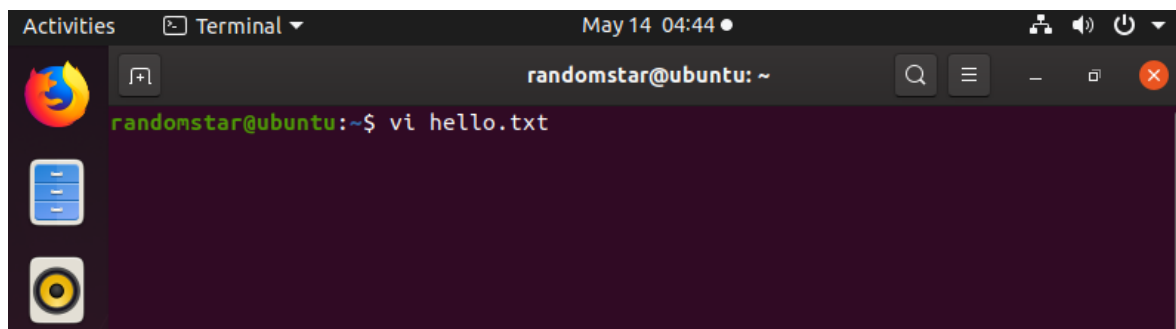 Activities Terminal May 14 04:44
randomstar@ubuntu: ~
randomstar@ubuntu:~$ vi hello.txt